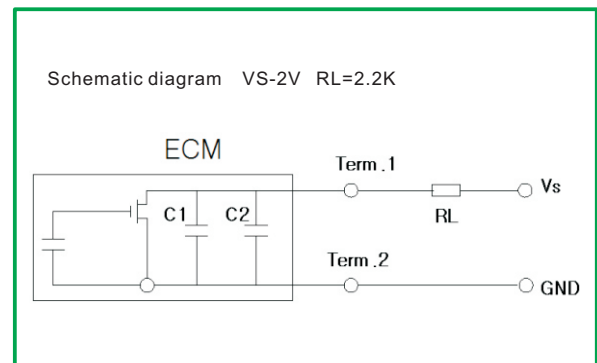 Schematic diagram VS-2V RL=2.2K
ECM
Term.1
Vs
C1 C2
RL
Term.2
GND